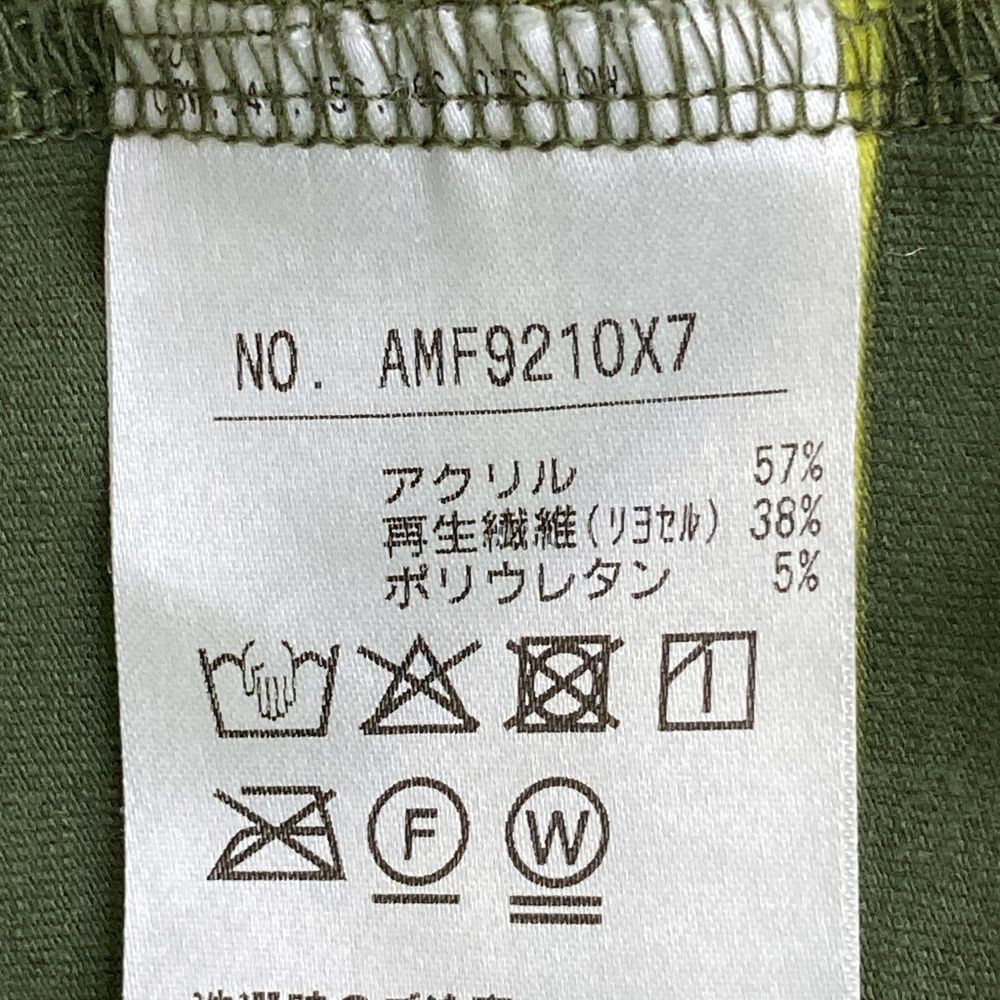 NO. AMF9210X7
アクリル 57%
再生繊維(リヨセル) 38%
ポリウレタン 5%
F W